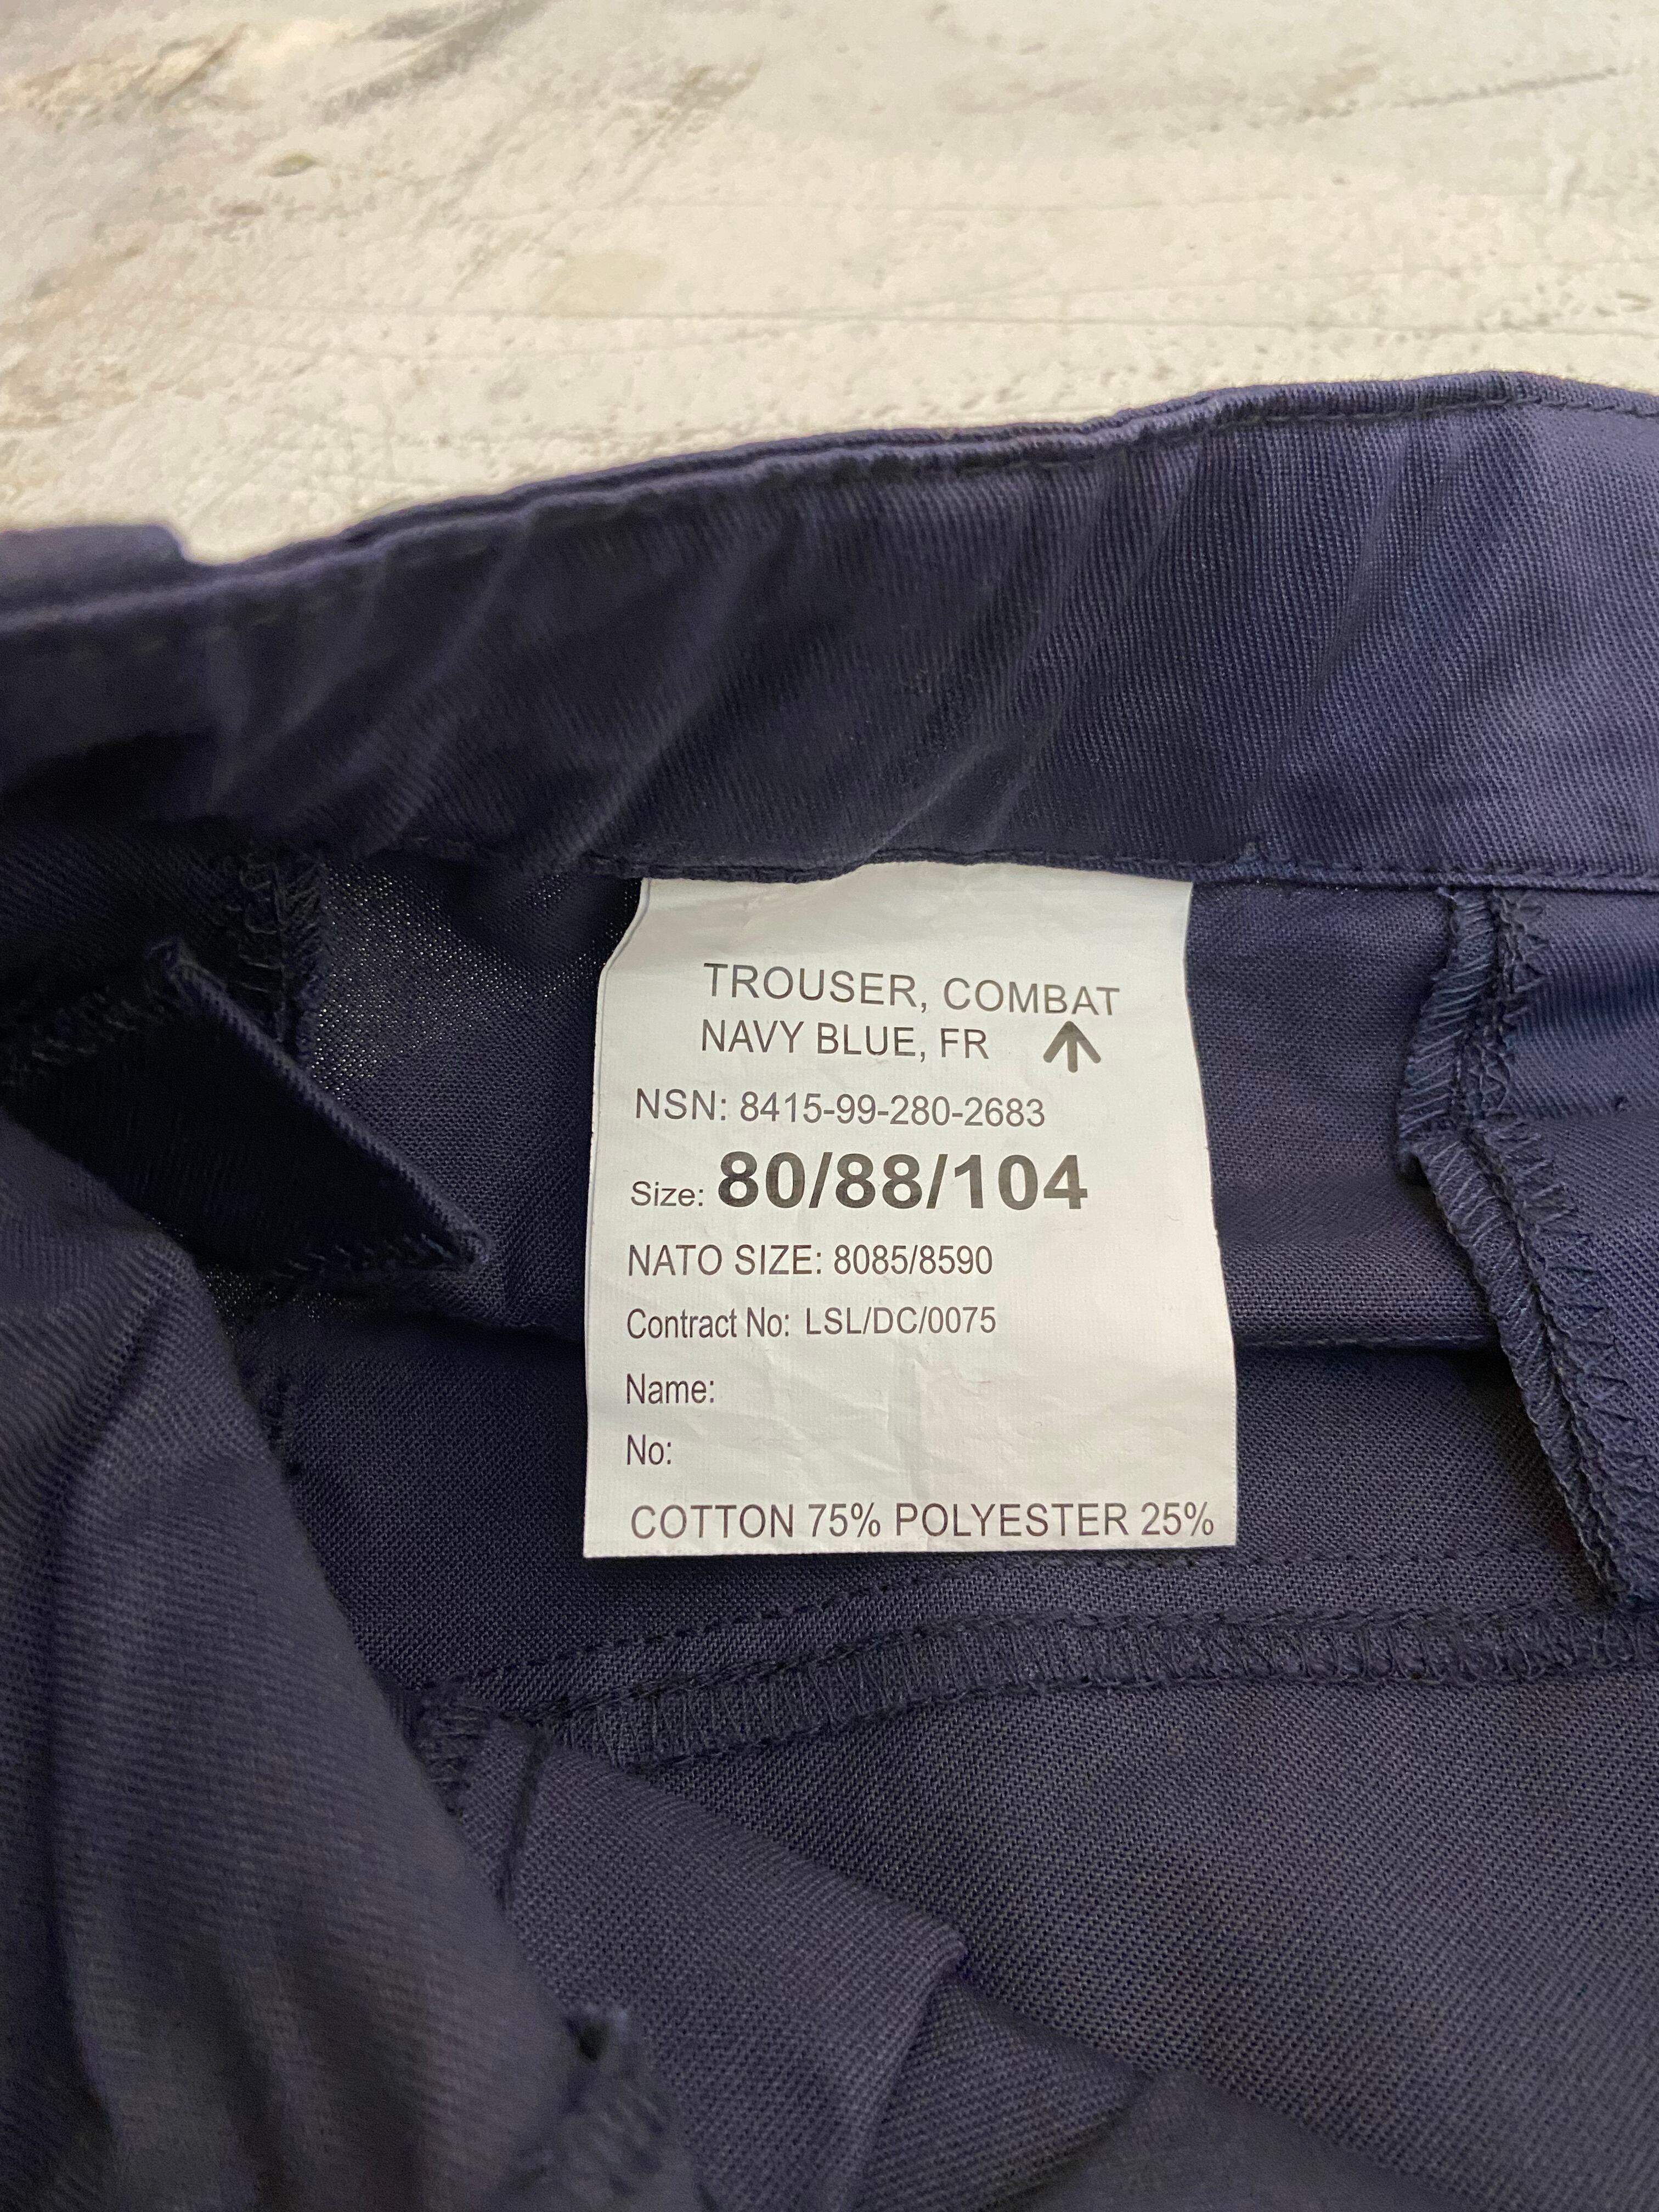 TROUSER, COMBAT
NAVY BLUE, FR
NSN: 8415-99-280-2683
Size: 80/88/104
NATO SIZE: 8085/8590
Contract No: LSL/DC/0075
Name:
No:
COTTON 75% POLYESTER 25%